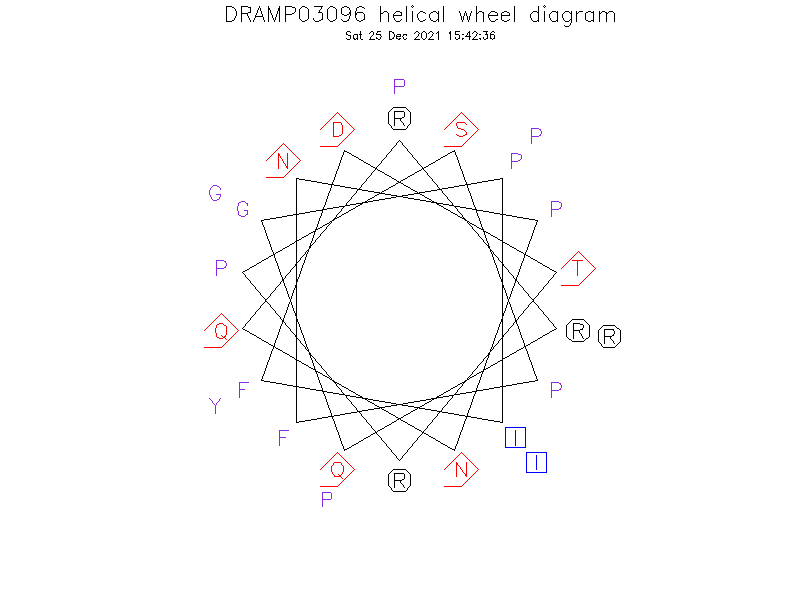 DRAMP03096 helical wheel diagram
Sat 25 Dec 2021 15:42:36
P
R
D S P
N P
G
G P
P T
Q R R
F P
Y
F I
I
Q R N
P